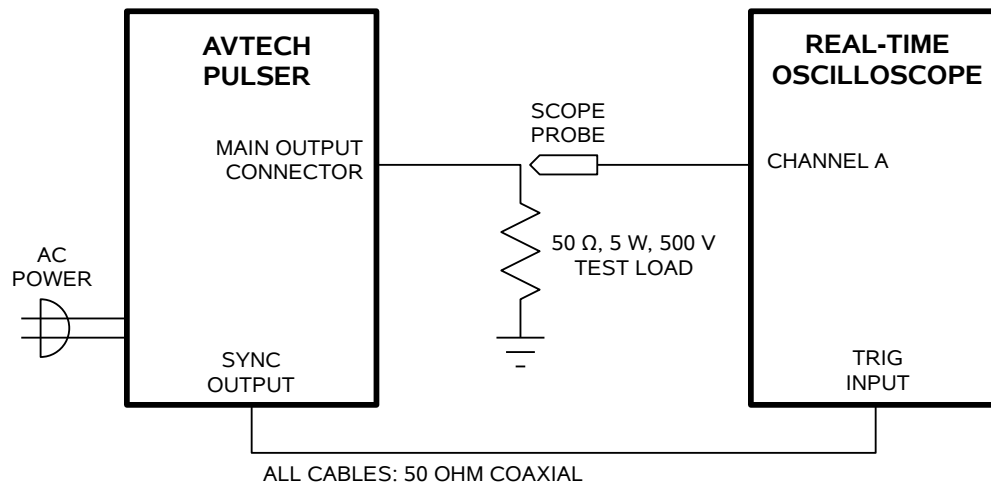 AVTECH
PULSER
MAIN OUTPUT
CONNECTOR
AC
POWER
SYNC
OUTPUT
SCOPE
PROBE
50 Ω, 5 W, 500 V
TEST LOAD
REAL-TIME
OSCILLOSCOPE
CHANNEL A
TRIG
INPUT
ALL CABLES: 50 OHM COAXIAL